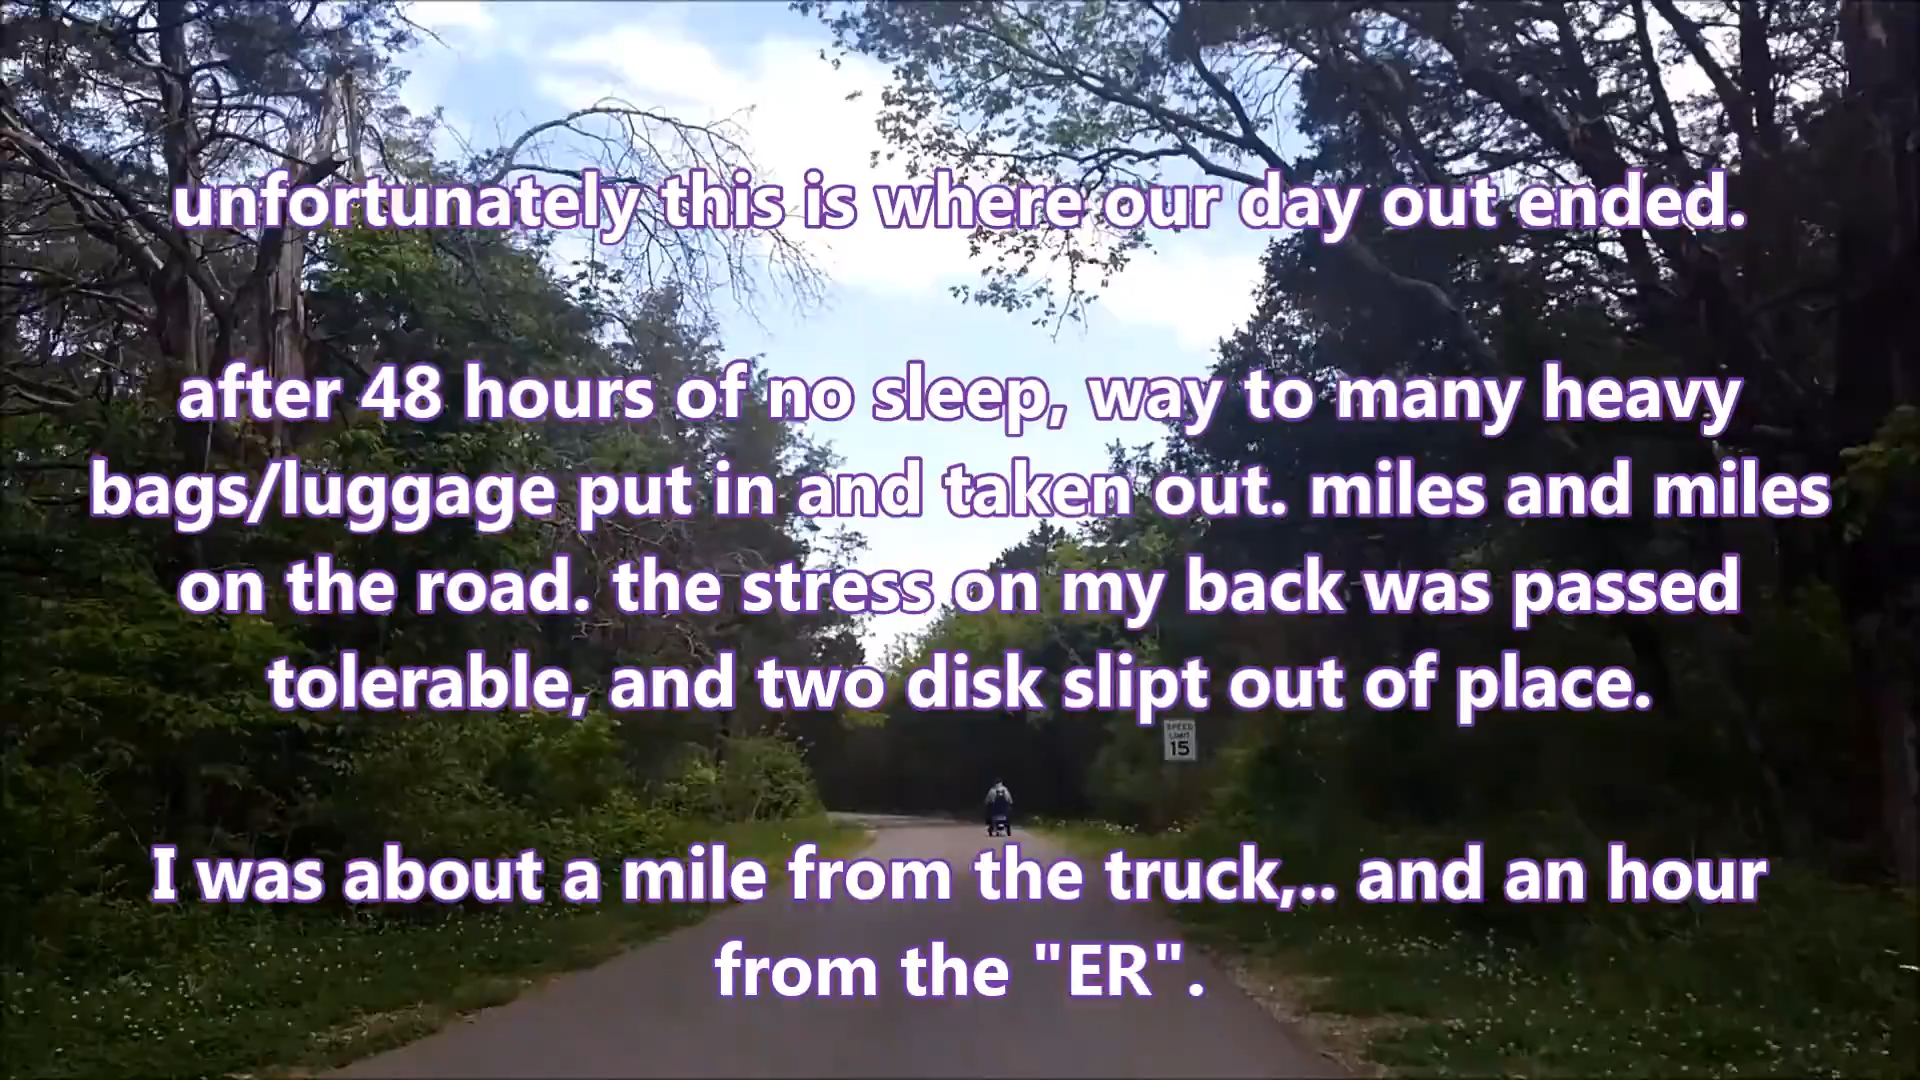 unfortunately this is where our day out ended.
after 48 hours of no sleep, way to many heavy
bags/luggage put in and taken out. miles and miles
on the road. the stress on my back was passed
tolerable, and two disk slipt out of place.
SPEED
LIMIT
15
I was about a mile from the truck,.. and an hour
from the "ER".